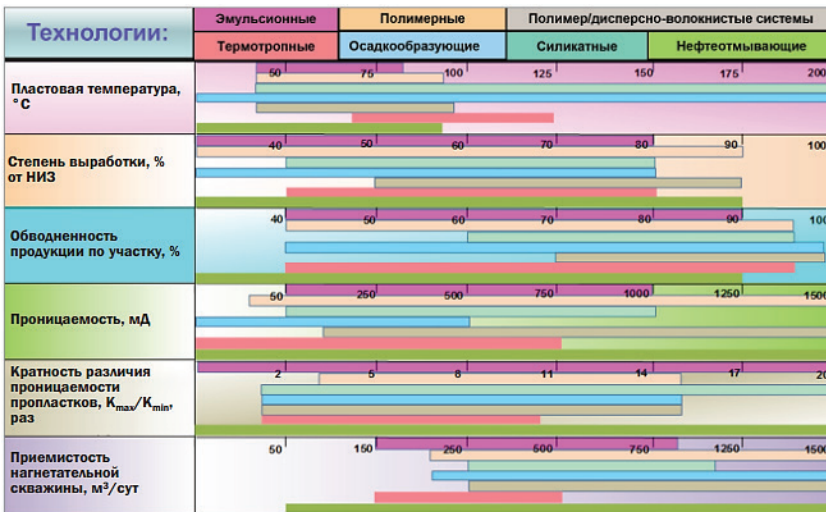 Технологии:
Эмульсионные
Полимерные
Полимер/дисперсно-волокнистые системы
Термотропные
Осадкообразующие
Силикатные
Нефтеотмывающие
Пластовая температура,
°С
50 75 100 125 150 175 200
Степень выработки, %
от НИЗ
40 50 60 70 80 90 100
Обводненность
продукции по участку, %
40 50 60 70 80 90 100
Проницаемость, мД
50 250 500 750 1000 1250 1500
Кратность различия
проницаемости
пропластков, Kmax/Kmin,
раз
2 5 8 11 14 17 20
Приемистость
нагнетательной
скважины, м³/сут
50 150 250 500 750 1250 1500